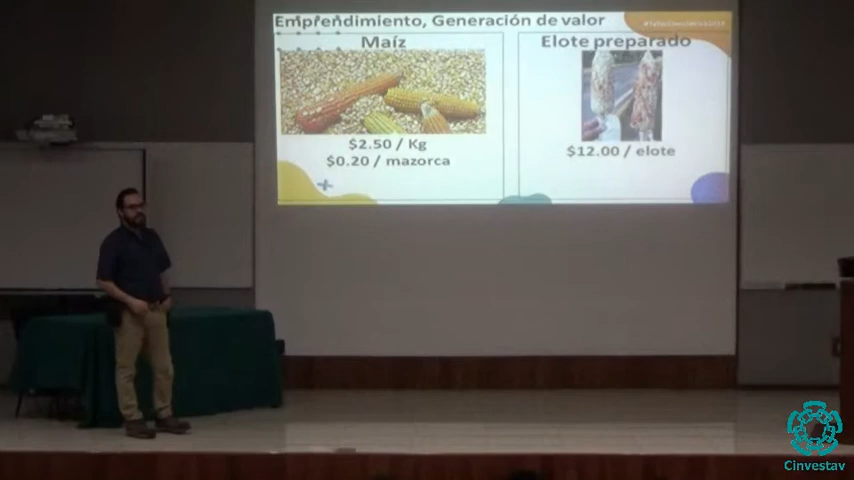 Emprendimiento, Generación de valor
Maíz
$2.50 / Kg
$0.20 / mazorca
Elote preparado
$12.00 / elote
Cinvestav